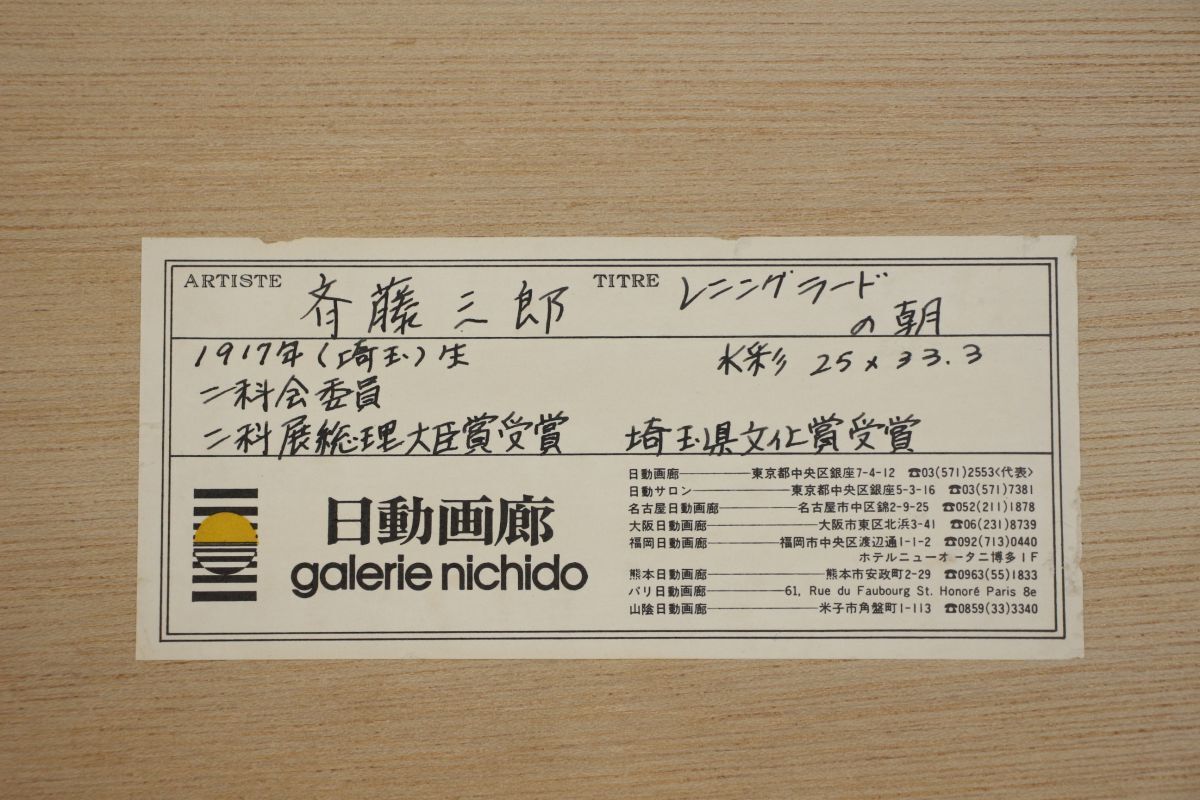 ARTISTE 斉藤三郎 TITRE レニングラード
の朝
1917年(埼玉)生 水彩 25×33.3
二科会委員
二科展総理大臣賞受賞 埼玉県文化賞受賞
日動画廊
galerie nichido
日動画廊 東京都中央区銀座7-4-12 ☎03(571)2553<代表>
日動サロン 東京都中央区銀座5-3-16 ☎03(571)7381
名古屋日動画廊 名古屋市中区錦2-9-25 ☎052(211)1878
大阪日動画廊 大阪市東区北浜3-41 ☎06(231)8739
福岡日動画廊 福岡市中央区渡辺通1-1-2 ☎092(713)0440
ホテルニューオータニ博多1F
熊本日動画廊 熊本市安政町2-29 ☎0963(55)1833
パリ日動画廊 61, Rue du Faubourg St. Honoré Paris 8e
山陰日動画廊 米子市角盤町1-113 ☎0859(33)3340